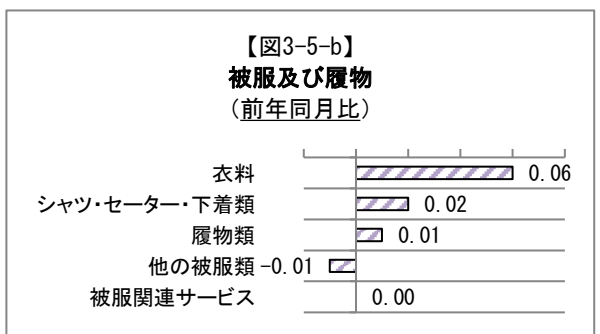 【図3-5-b】
被服及び履物
（前年同月比）
衣料 0.06
シャツ・セーター・下着類 0.02
履物類 0.01
他の被服類 -0.01
被服関連サービス 0.00